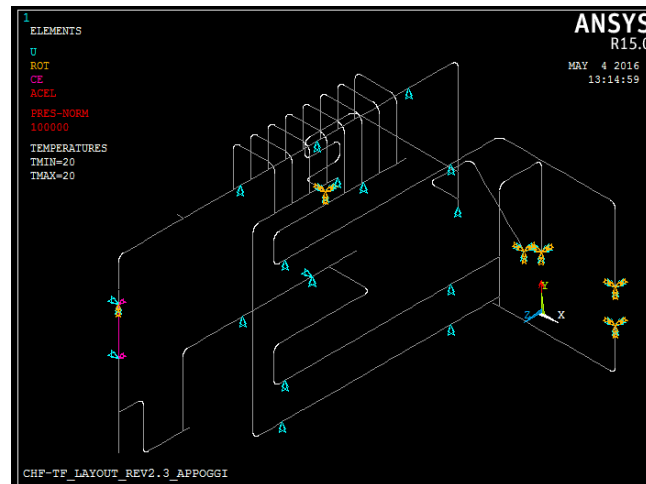 1
ELEMENTS
U
ROT
CE
ACEL
PRES-NORM
100000
TEMPERATURES
TMIN=20
TMAX=20
ANSYS
R15.0
MAY 4 2016
13:14:59
Y
Z
X
CHF-TF_LAYOUT_REV2.3_APPOGGI